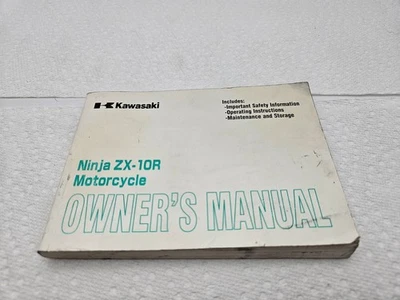 Kawasaki
Includes:
-Important Safety Information
-Operating Instructions
-Maintenance and Storage
Ninja ZX-10R
Motorcycle
OWNER'S MANUAL